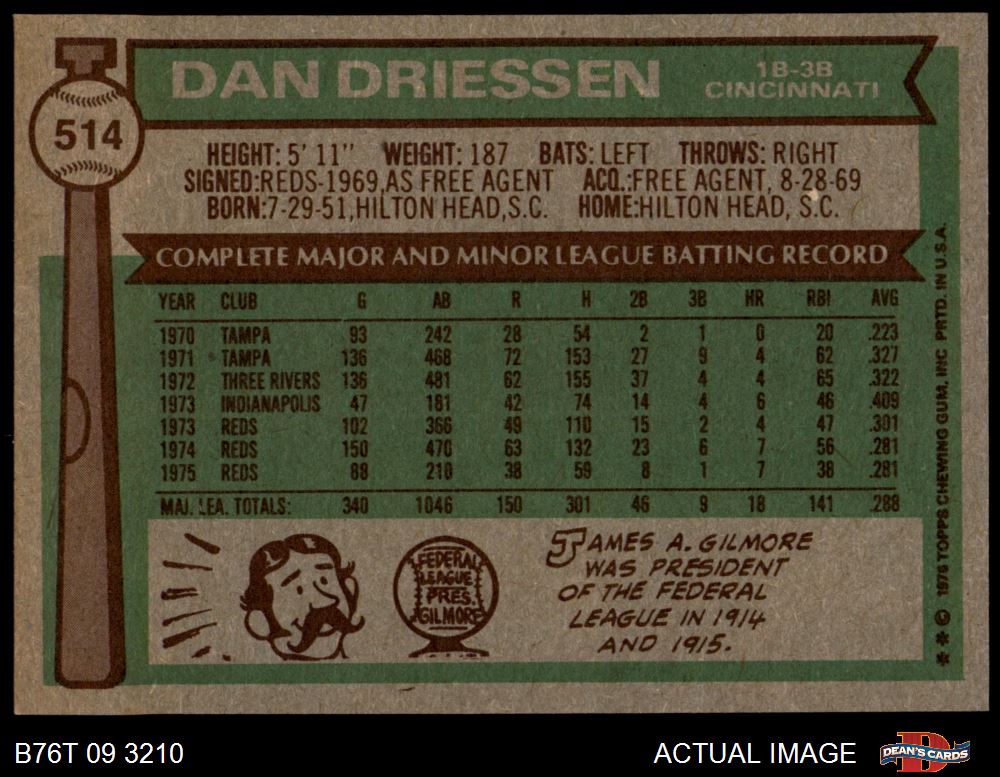 514
DAN DRIESSEN
1B-3B
CINCINNATI
HEIGHT: 5' 11" WEIGHT: 187 BATS: LEFT THROWS: RIGHT
SIGNED:REDS-1969,AS FREE AGENT ACQ.:FREE AGENT, 8-28-69
BORN:7-29-51,HILTON HEAD,S.C. HOME:HILTON HEAD, S.C.
COMPLETE MAJOR AND MINOR LEAGUE BATTING RECORD
YEAR CLUB G AB R H 2B 3B HR RBI AVG
1970 TAMPA 93 242 28 54 2 1 0 20 .223
1971 TAMPA 136 468 72 153 27 9 4 62 .327
1972 THREE RIVERS 136 481 62 155 37 4 4 65 .322
1973 INDIANAPOLIS 47 181 42 74 14 4 6 46 .409
1973 REDS 102 366 49 110 15 2 4 47 .301
1974 REDS 150 470 63 132 23 6 7 56 .281
1975 REDS 88 210 38 59 8 1 7 38 .281
MAJ. LEA. TOTALS: 340 1046 150 301 46 9 18 141 .288
FEDERAL
LEAGUE
PRES.
GILMORE
JAMES A. GILMORE
WAS PRESIDENT
OF THE FEDERAL
LEAGUE IN 1914
AND 1915.
* * © 1976 TOPPS CHEWING GUM, INC PRTD. IN U.S.A.
B76T 09 3210
ACTUAL IMAGE
D
DEAN'S CARDS